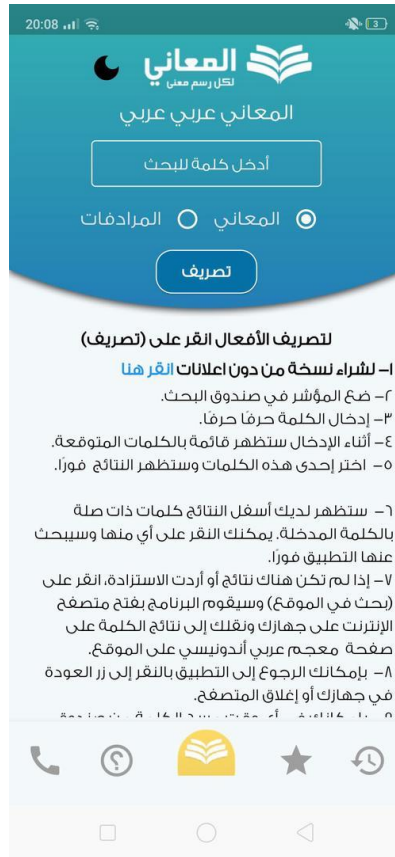 20:08
3
المعاني
لكل رسم معنى
المعاني عربي عربي
أدخل كلمة للبحث
المعاني
المرادفات
تصريف
لتصريف الأفعال انقر على (تصريف)
١- لشراء نسخة من دون اعلانات انقر هنا
٢- ضع المؤشر في صندوق البحث.
٣- إدخال الكلمة حرفًا حرفًا.
٤- أثناء الإدخال ستظهر قائمة بالكلمات المتوقعة.
٥- اختر إحدى هذه الكلمات وستظهر النتائج فورًا.
٦- ستظهر لديك أسفل النتائج كلمات ذات صلة
بالكلمة المدخلة. يمكنك النقر على أي منها وسيبحث
عنها التطبيق فورًا.
٧- إذا لم تكن هناك نتائج أو أردت الاستزادة، انقر على
(بحث في الموقع) وسيقوم البرنامج بفتح متصفح
الإنترنت على جهازك ونقلك إلى نتائج الكلمة على
صفحة معجم عربي أندونيسي على الموقع.
٨- بإمكانك الرجوع إلى التطبيق بالنقر إلى زر العودة
في جهازك أو إغلاق المتصفح.